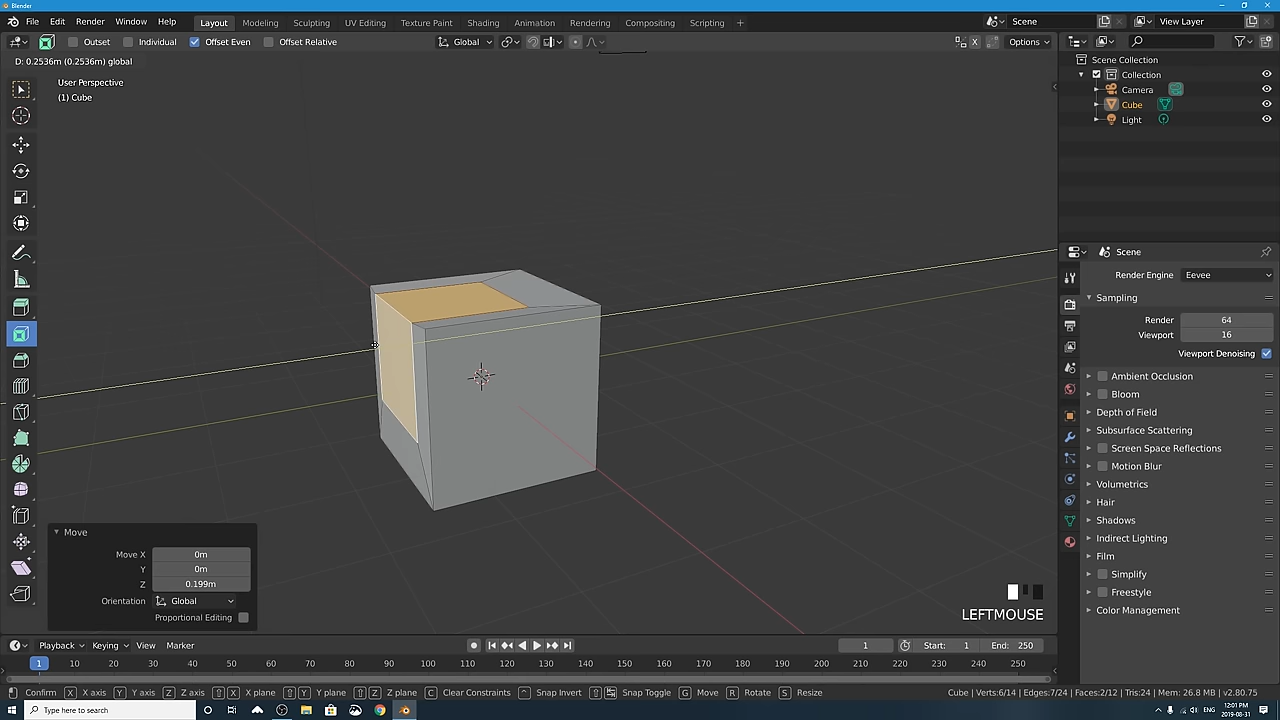 Blender
File Edit Render Window Help Layout Modeling Sculpting UV Editing Texture Paint Shading Animation Rendering Compositing Scripting + Scene View Layer
Outset Individual Offset Even Offset Relative Global X Options
D: 0.2536m (0.2536m) global
User Perspective
(1) Cube
Scene Collection
Collection
Camera
Cube
Light
Scene
Render Engine Eevee
Sampling
Render 64
Viewport 16
Viewport Denoising
Ambient Occlusion
Bloom
Depth of Field
Subsurface Scattering
Screen Space Reflections
Motion Blur
Volumetrics
Hair
Shadows
Indirect Lighting
Film
Simplify
Freestyle
Color Management
Move
Move X 0m
Y 0m
Z 0.199m
Orientation Global
Proportional Editing
LEFTMOUSE
Playback Keying View Marker 1 Start: 1 End: 250
1 10 20 30 40 50 60 70 80 90 100 110 120 130 140 150 160 170 180 190 200 210 220 230 240 250
Confirm X X axis Y Y axis Z Z axis X X plane Y Y plane Z Z plane C Clear Constraints Snap Invert Snap Toggle G Move R Rotate S Resize Cube | Verts:6/14 | Edges:7/24 | Faces:2/12 | Tris:24 | Mem: 26.8 MB | v2.80.75
Type here to search ENG 12:01 PM
2019-08-31